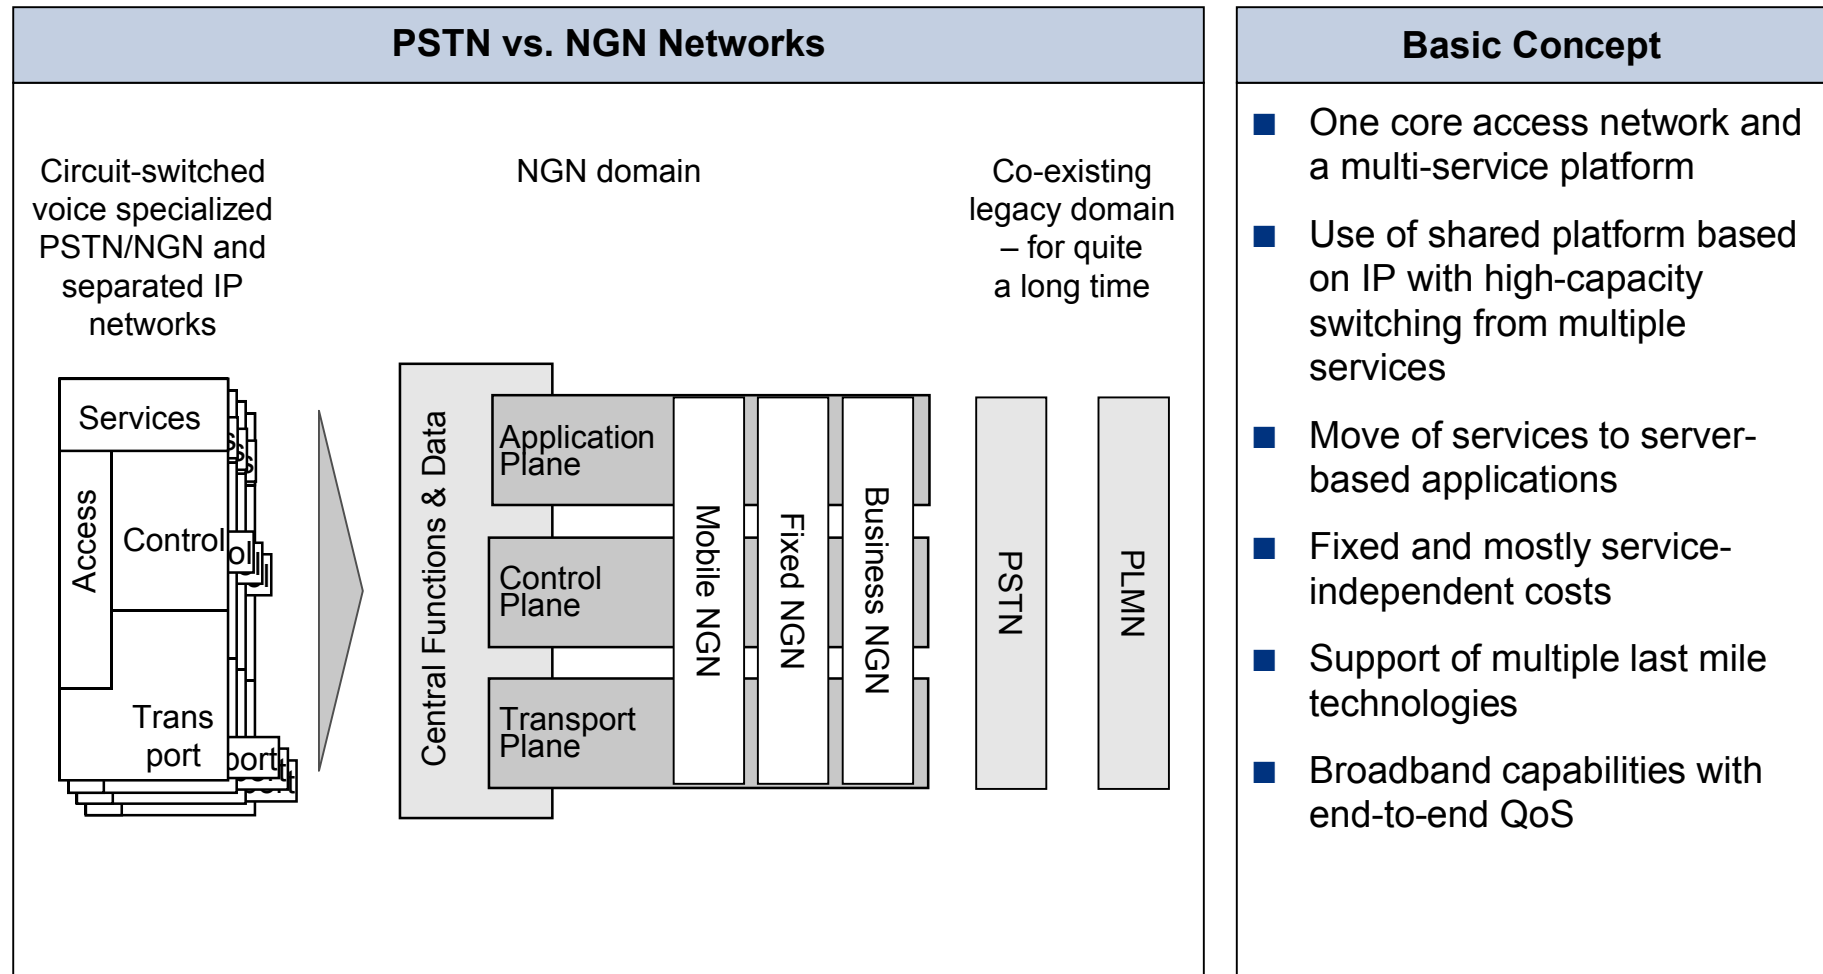 PSTN vs. NGN Networks
Circuit-switched
voice specialized
PSTN/NGN and
separated IP
networks
NGN domain
Co-existing
legacy domain
– for quite
a long time
Services
Access
Control
Trans
port
port
Central Functions & Data
Application
Plane
Control
Plane
Transport
Plane
Mobile NGN
Fixed NGN
Business NGN
PSTN
PLMN
Basic Concept
One core access network and
a multi-service platform
Use of shared platform based
on IP with high-capacity
switching from multiple
services
Move of services to server-
based applications
Fixed and mostly service-
independent costs
Support of multiple last mile
technologies
Broadband capabilities with
end-to-end QoS